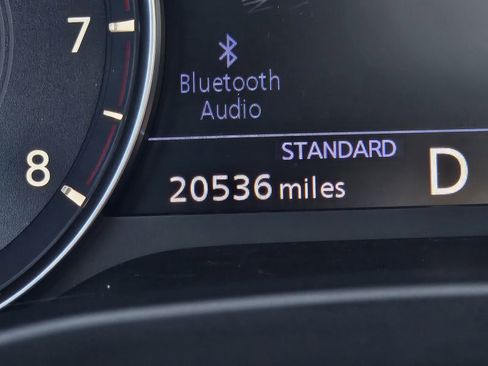 7
Bluetooth
Audio
8
STANDARD
20536 miles
D